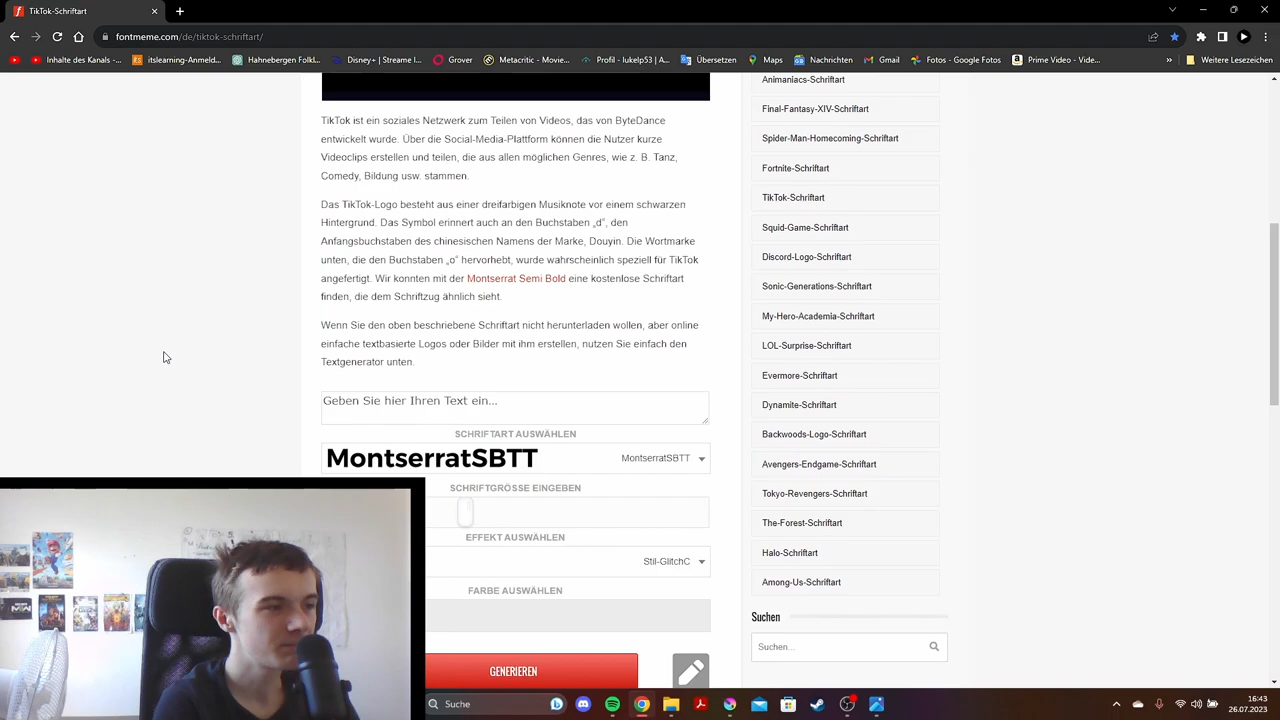 TikTok-Schriftart
fontmeme.com/de/tiktok-schriftart/
Inhalte des Kanals -...
itslearning-Anmeld...
Hahnebergen Folklo...
Disney+ | Streame I...
Grover
Metacritic - Movie...
Profil - lukelp53 | A...
Übersetzen
Maps
Nachrichten
Gmail
Fotos - Google Fotos
Prime Video - Vide...
» Weitere Lesezeichen
TikTok ist ein soziales Netzwerk zum Teilen von Videos, das von ByteDance
entwickelt wurde. Über die Social-Media-Plattform können die Nutzer kurze
Videoclips erstellen und teilen, die aus allen möglichen Genres, wie z. B. Tanz,
Comedy, Bildung usw. stammen.
Das TikTok-Logo besteht aus einer dreifarbigen Musiknote vor einem schwarzen
Hintergrund. Das Symbol erinnert auch an den Buchstaben „d“, den
Anfangsbuchstaben des chinesischen Namens der Marke, Douyin. Die Wortmarke
unten, die den Buchstaben „o“ hervorhebt, wurde wahrscheinlich speziell für TikTok
angefertigt. Wir konnten mit der Montserrat Semi Bold eine kostenlose Schriftart
finden, die dem Schriftzug ähnlich sieht.
Wenn Sie den oben beschriebene Schriftart nicht herunterladen wollen, aber online
einfache textbasierte Logos oder Bilder mit ihm erstellen, nutzen Sie einfach den
Textgenerator unten.
Geben Sie hier Ihren Text ein...
SCHRIFTART AUSWÄHLEN
MontserratSBTT MontserratSBTT
SCHRIFTGRÖSSE EINGEBEN
EFFEKT AUSWÄHLEN
Stil-GlitchC
FARBE AUSWÄHLEN
GENERIEREN
Animaniacs-Schriftart
Final-Fantasy-XIV-Schriftart
Spider-Man-Homecoming-Schriftart
Fortnite-Schriftart
TikTok-Schriftart
Squid-Game-Schriftart
Discord-Logo-Schriftart
Sonic-Generations-Schriftart
My-Hero-Academia-Schriftart
LOL-Surprise-Schriftart
Evermore-Schriftart
Dynamite-Schriftart
Backwoods-Logo-Schriftart
Avengers-Endgame-Schriftart
Tokyo-Revengers-Schriftart
The-Forest-Schriftart
Halo-Schriftart
Among-Us-Schriftart
Suchen
Suchen...
Suche
16:43
26.07.2023